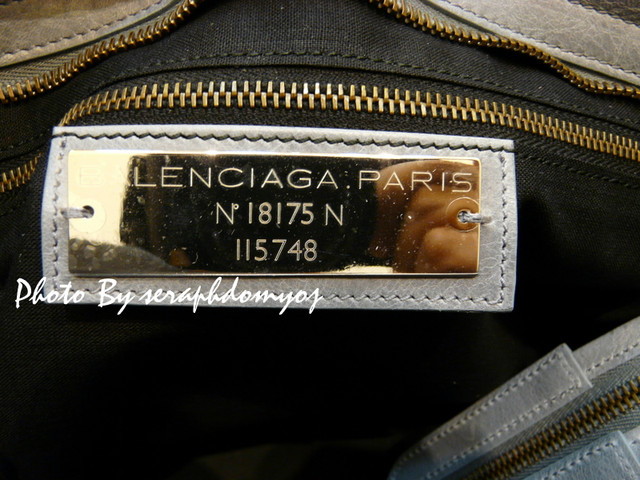 BALENCIAGA.PARIS
N° 18175 N
115748
Photo By seraphdomyoj